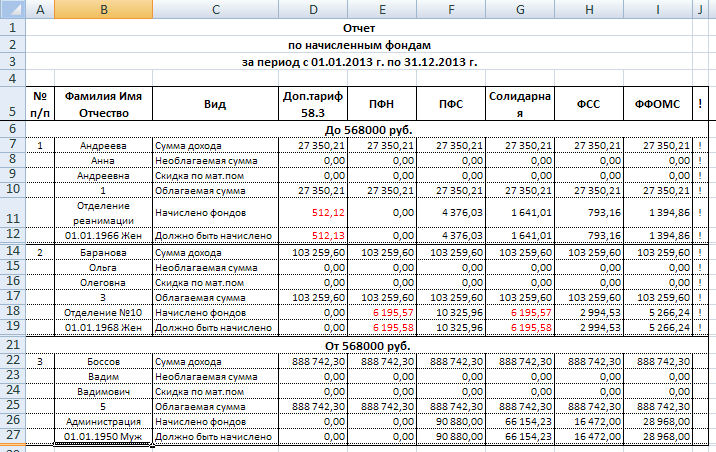 A B C D E F G H I J
1 Отчет
2 по начисленным фондам
3 за период с 01.01.2013 г. по 31.12.2013 г.
4
№ Фамилия Имя Вид Доп.тариф ПФН ПФС Солидарна ФСС ФФОМС !
5 п/п Отчество 58.3 я
6 До 568000 руб.
7 1 Андреева Сумма дохода 27 350,21 27 350,21 27 350,21 27 350,21 27 350,21 27 350,21 !
8 Анна Необлагаемая сумма 0,00 0,00 0,00 0,00 0,00 0,00 !
9 Андреевна Скидка по мат.пом 0,00 0,00 0,00 0,00 0,00 0,00 !
10 1 Облагаемая сумма 27 350,21 27 350,21 27 350,21 27 350,21 27 350,21 27 350,21 !
Отделение
11 реанимации Начислено фондов 512,12 0,00 4 376,03 1 641,01 793,16 1 394,86 !
12 01.01.1966 Жен Должно быть начислено 512,13 0,00 4 376,03 1 641,01 793,16 1 394,86 !
14 2 Баранова Сумма дохода 103 259,60 103 259,60 103 259,60 103 259,60 103 259,60 103 259,60 !
15 Ольга Необлагаемая сумма 0,00 0,00 0,00 0,00 0,00 0,00 !
16 Олеговна Скидка по мат.пом 0,00 0,00 0,00 0,00 0,00 0,00 !
17 3 Облагаемая сумма 103 259,60 103 259,60 103 259,60 103 259,60 103 259,60 103 259,60 !
18 Отделение №10 Начислено фондов 0,00 6 195,57 10 325,96 6 195,57 2 994,53 5 266,24 !
19 01.01.1968 Жен Должно быть начислено 0,00 6 195,58 10 325,96 6 195,58 2 994,53 5 266,24 !
21 От 568000 руб.
22 3 Боссов Сумма дохода 888 742,30 888 742,30 888 742,30 888 742,30 888 742,30 888 742,30
23 Вадим Необлагаемая сумма 0,00 0,00 0,00 0,00 0,00 0,00
24 Вадимович Скидка по мат.пом 0,00 0,00 0,00 0,00 0,00 0,00
25 5 Облагаемая сумма 888 742,30 888 742,30 888 742,30 888 742,30 888 742,30 888 742,30
26 Администрация Начислено фондов 0,00 0,00 90 880,00 66 154,23 16 472,00 28 968,00
27 01.01.1950 Муж Должно быть начислено 0,00 0,00 90 880,00 66 154,23 16 472,00 28 968,00